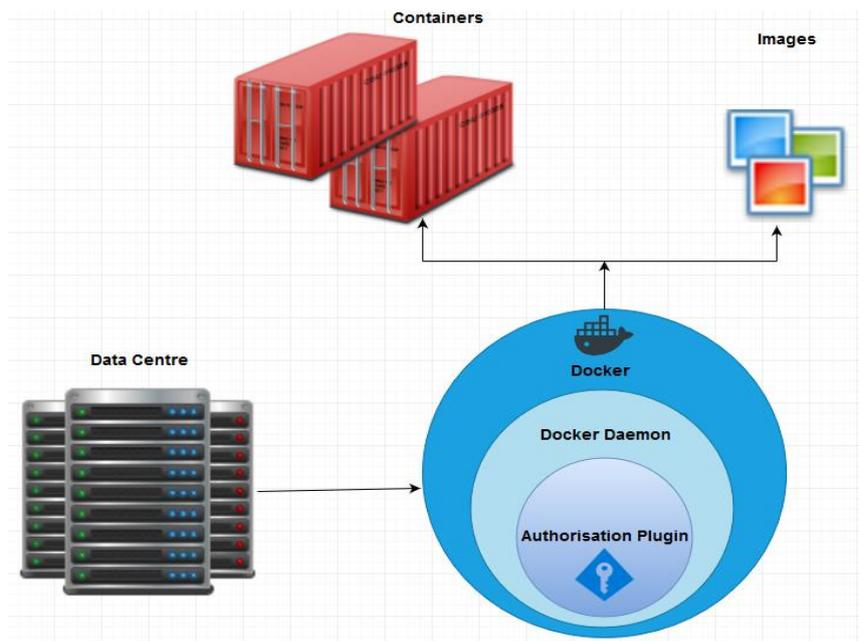 Containers
Images
Data Centre
Docker
Docker Daemon
Authorisation Plugin